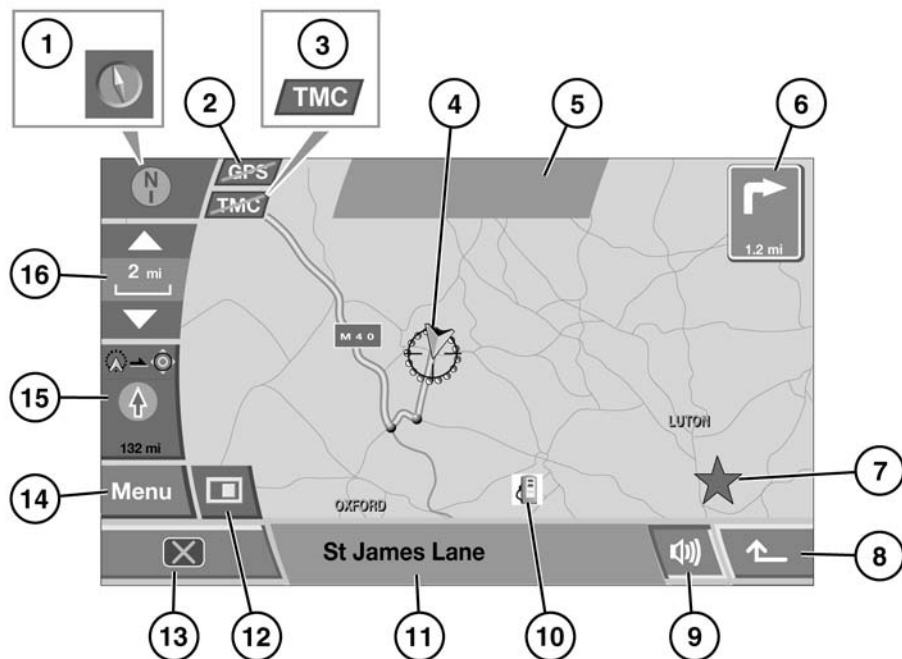 1
3
TMC
2
4
5
6
N
GPS
TMC
1.2 mi
16
2 mi
M 4 0
15
132 mi
LUTON
7
14
Menu
OXFORD
St James Lane
8
13
12
11
10
9